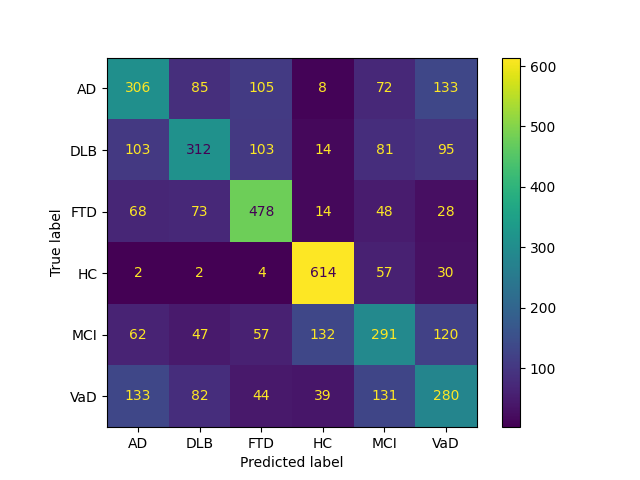 AD 306 85 105 8 72 133
DLB 103 312 103 14 81 95
FTD 68 73 478 14 48 28
HC 2 2 4 614 57 30
MCI 62 47 57 132 291 120
VaD 133 82 44 39 131 280
AD DLB FTD HC MCI VaD
Predicted label
True label
600
500
400
300
200
100